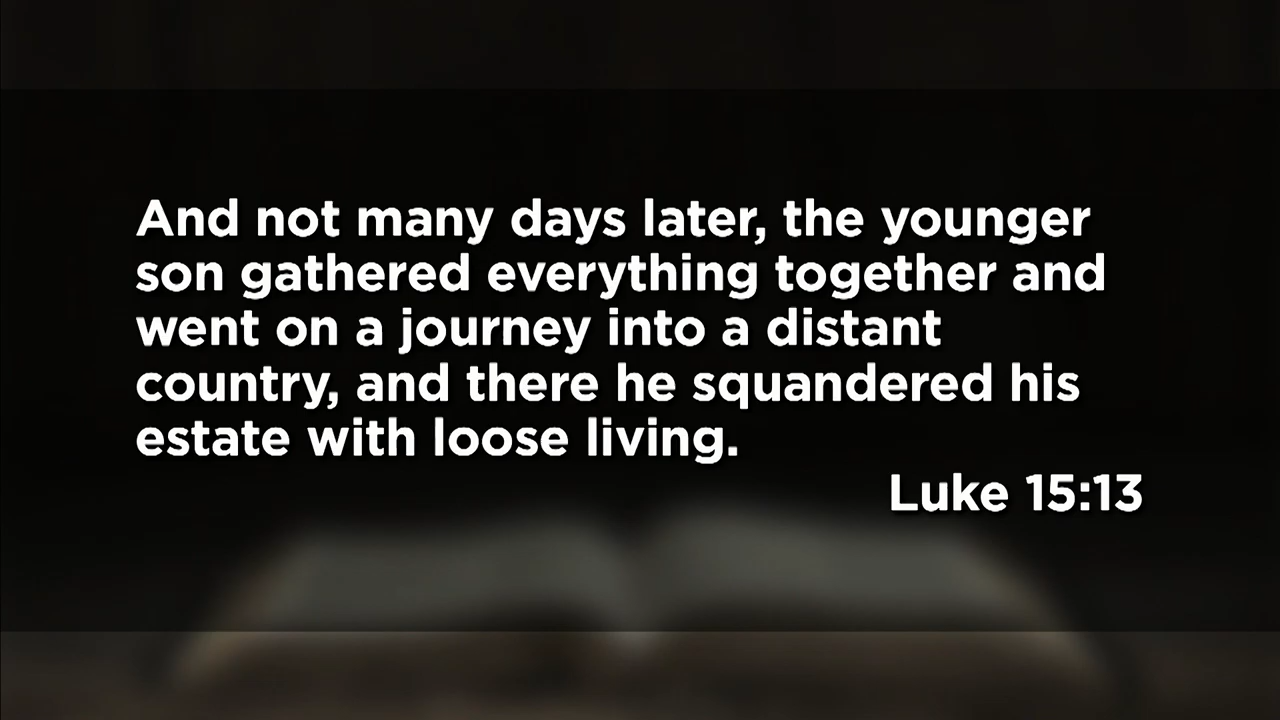 And not many days later, the younger
son gathered everything together and
went on a journey into a distant
country, and there he squandered his
estate with loose living.
Luke 15:13